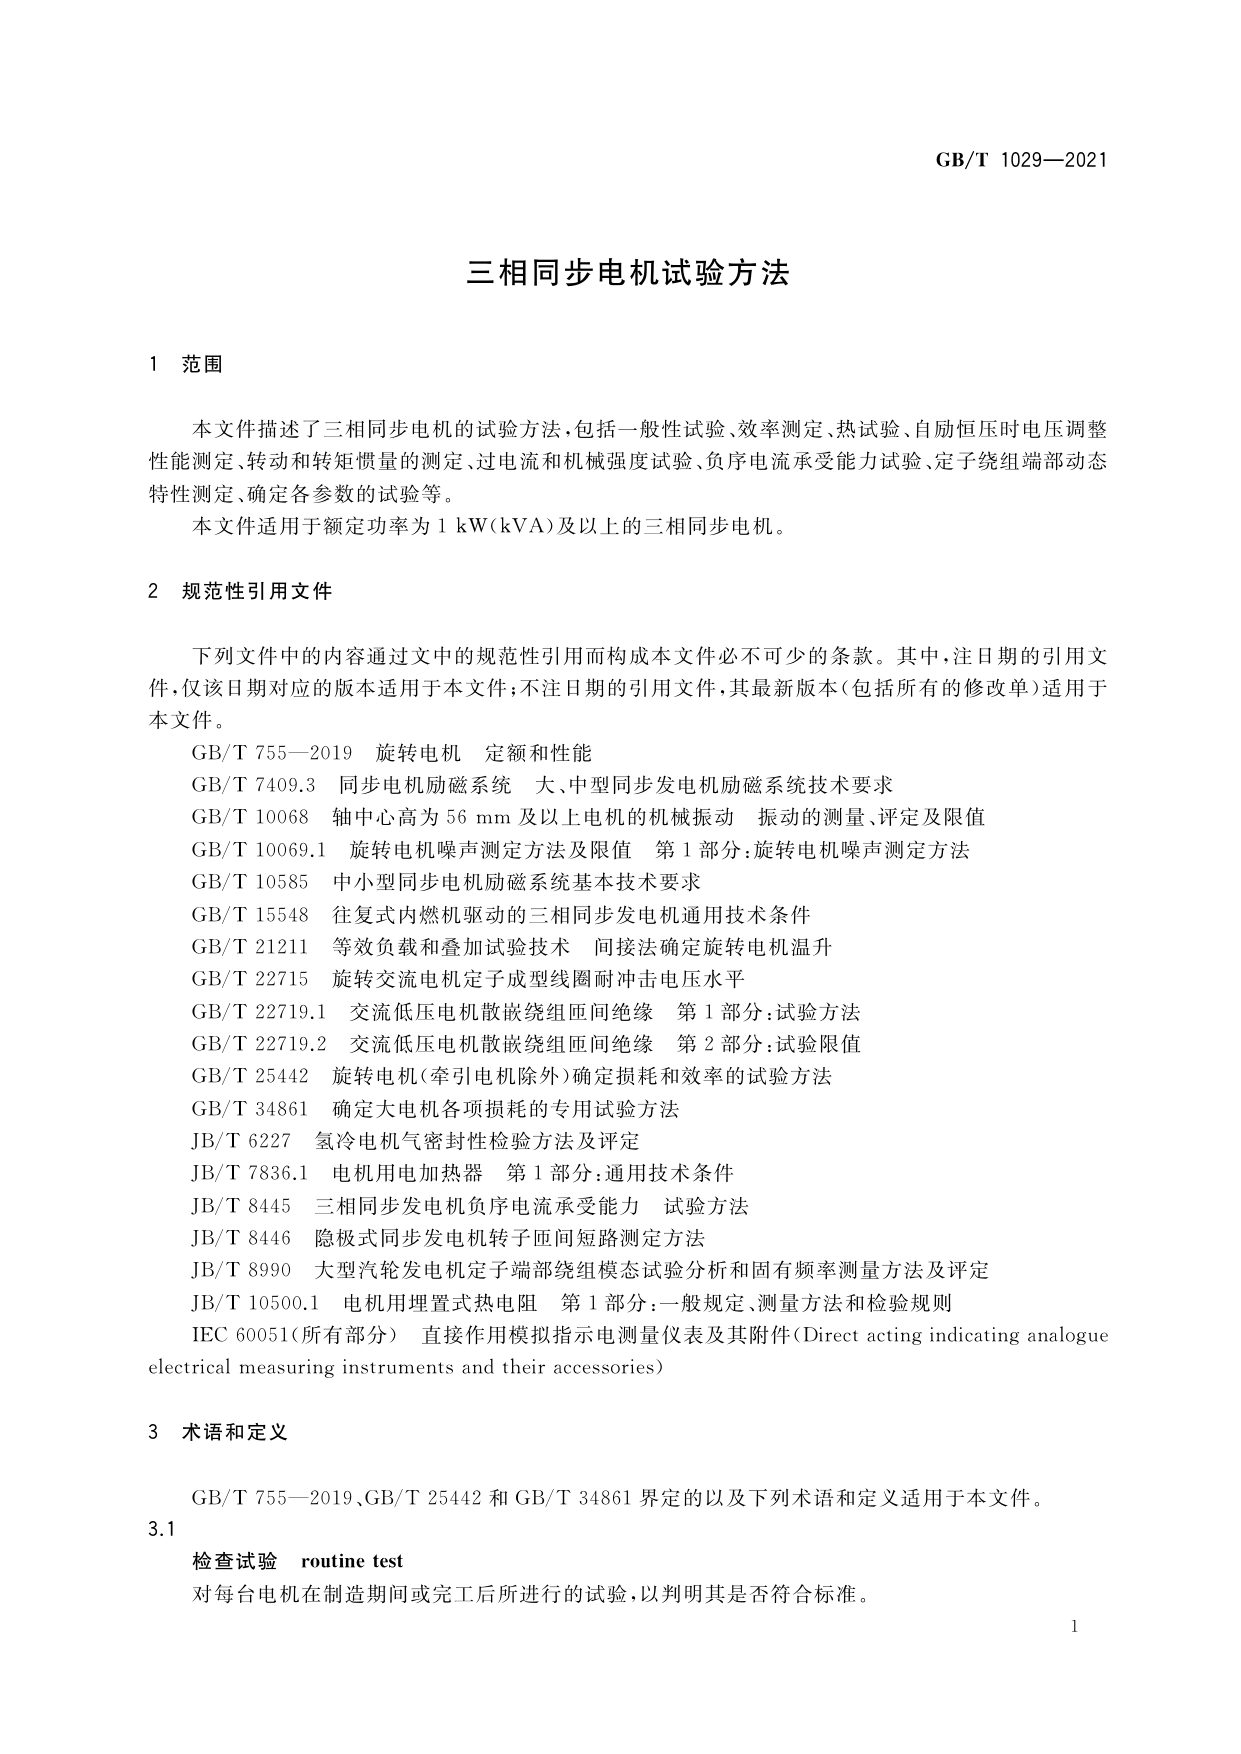 GB/T 1029—2021
三相同步电机试验方法
1 范围
本文件描述了三相同步电机的试验方法,包括一般性试验、效率测定、热试验、自励恒压时电压调整
性能测定、转动和转矩惯量的测定、过电流和机械强度试验、负序电流承受能力试验、定子绕组端部动态
特性测定、确定各参数的试验等。
本文件适用于额定功率为 1 kW(kVA)及以上的三相同步电机。
2 规范性引用文件
下列文件中的内容通过文中的规范性引用而构成本文件必不可少的条款。其中,注日期的引用文
件,仅该日期对应的版本适用于本文件;不注日期的引用文件,其最新版本(包括所有的修改单)适用于
本文件。
GB/T 755—2019 旋转电机 定额和性能
GB/T 7409.3 同步电机励磁系统 大、中型同步发电机励磁系统技术要求
GB/T 10068 轴中心高为 56 mm 及以上电机的机械振动 振动的测量、评定及限值
GB/T 10069.1 旋转电机噪声测定方法及限值 第 1 部分:旋转电机噪声测定方法
GB/T 10585 中小型同步电机励磁系统基本技术要求
GB/T 15548 往复式内燃机驱动的三相同步发电机通用技术条件
GB/T 21211 等效负载和叠加试验技术 间接法确定旋转电机温升
GB/T 22715 旋转交流电机定子成型线圈耐冲击电压水平
GB/T 22719.1 交流低压电机散嵌绕组匝间绝缘 第 1 部分:试验方法
GB/T 22719.2 交流低压电机散嵌绕组匝间绝缘 第 2 部分:试验限值
GB/T 25442 旋转电机(牵引电机除外)确定损耗和效率的试验方法
GB/T 34861 确定大电机各项损耗的专用试验方法
JB/T 6227 氢冷电机气密封性检验方法及评定
JB/T 7836.1 电机用电加热器 第 1 部分:通用技术条件
JB/T 8445 三相同步发电机负序电流承受能力 试验方法
JB/T 8446 隐极式同步发电机转子匝间短路测定方法
JB/T 8990 大型汽轮发电机定子端部绕组模态试验分析和固有频率测量方法及评定
JB/T 10500.1 电机用埋置式热电阻 第 1 部分:一般规定、测量方法和检验规则
IEC 60051(所有部分) 直接作用模拟指示电测量仪表及其附件(Direct acting indicating analogue
electrical measuring instruments and their accessories)
3 术语和定义
GB/T 755—2019、GB/T 25442 和 GB/T 34861 界定的以及下列术语和定义适用于本文件。
3.1
检查试验 routine test
对每台电机在制造期间或完工后所进行的试验,以判明其是否符合标准。
1